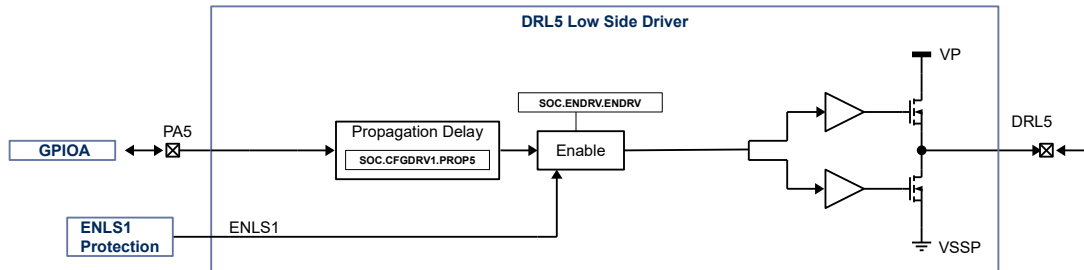 DRL5 Low Side Driver
VP
SOC.ENDRV.ENDRV
PA5
Propagation Delay
DRL5
GPIOA
SOC.CFGDRV1.PROP5
Enable
ENLS1
Protection
ENLS1
VSSP